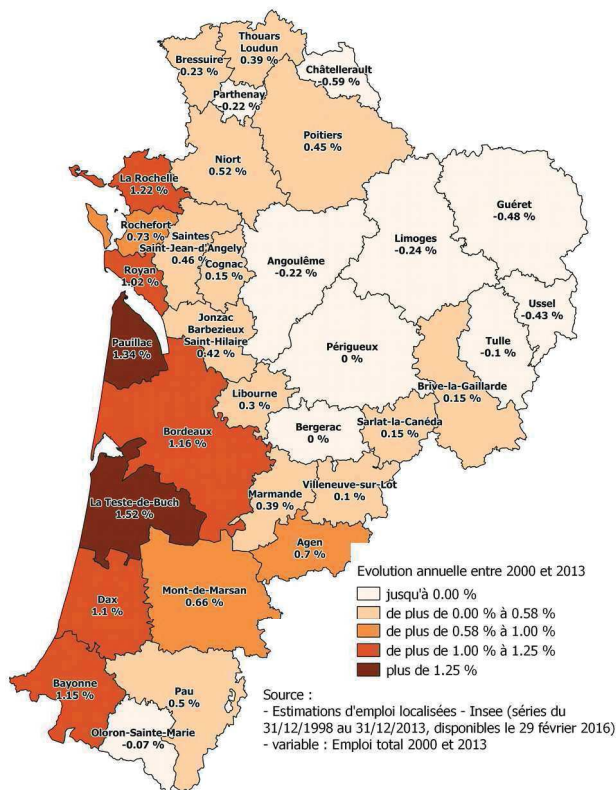 Thouars
Loudun
0.39 %
Bressuire
0.23 %
Châtellerault
-0.59 %
Parthenay
-0.22 %
Poitiers
0.45 %
Niort
0.52 %
La Rochelle
1.22 %
Guéret
-0.48 %
Rochefort
0.73 %
Saintes
Saint-Jean-d'Angely
0.46 %
Cognac
0.15 %
Limoges
-0.24 %
Angoulême
-0.22 %
Royan
1.02 %
Ussel
-0.43 %
Jonzac
Barbezieux
Saint-Hilaire
0.42 %
Pauillac
1.34 %
Périgueux
0 %
Tulle
-0.1 %
Brive-la-Gaillarde
0.15 %
Libourne
0.3 %
Bordeaux
1.16 %
Bergerac
0 %
Sarlat-la-Canéda
0.15 %
La Teste-de-Buch
1.52 %
Marmande
0.39 %
Villeneuve-sur-Lot
0.1 %
Agen
0.7 %
Mont-de-Marsan
0.66 %
Dax
1.1 %
Bayonne
1.15 %
Pau
0.5 %
Oloron-Sainte-Marie
-0.07 %
Evolution annuelle entre 2000 et 2013
jusqu'à 0.00 %
de plus de 0.00 % à 0.58 %
de plus de 0.58 % à 1.00 %
de plus de 1.00 % à 1.25 %
plus de 1.25 %
Source :
- Estimations d'emploi localisées - Insee (séries du
31/12/1998 au 31/12/2013, disponibles le 29 février 2016)
- variable : Emploi total 2000 et 2013